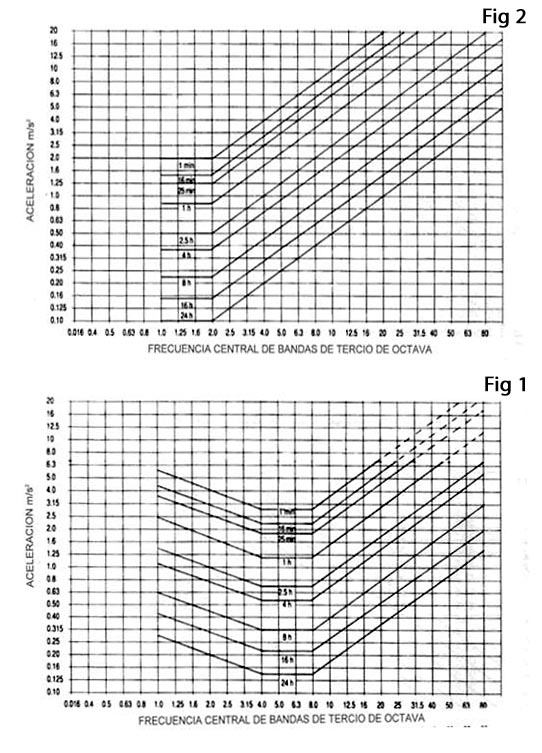 Fig 2
ACELERACION m/s²
20
16
12.5
10
8.0
6.3
5.0
4.0
3.15
2.5
2.0
1.6
1.25
1.0
0.8
0.63
0.50
0.40
0.315
0.25
0.20
0.16
0.125
0.10
1 min
16 min
25 min
1 h
2.5 h
4 h
8 h
16 h
24 h
0.016 0.4 0.5 0.63 0.8 1.0 1.25 1.6 2.0 2.5 3.15 4.0 5.0 6.3 8.0 10 12.5 16 20 25 31.5 40 50 63 80
FRECUENCIA CENTRAL DE BANDAS DE TERCIO DE OCTAVA
Fig 1
ACELERACION m/s²
20
16
12.5
10
8.0
6.3
5.0
4.0
3.15
2.5
2.0
1.6
1.25
1.0
0.8
0.63
0.50
0.40
0.315
0.25
0.20
0.16
0.125
0.10
1 min
16 min
25 min
1 h
2.5 h
4 h
8 h
16 h
24 h
0.016 0.4 0.5 0.63 0.8 1.0 1.25 1.6 2.0 2.5 3.15 4.0 5.0 6.3 8.0 10 12.5 16 20 25 31.5 40 50 63 80
FRECUENCIA CENTRAL DE BANDAS DE TERCIO DE OCTAVA